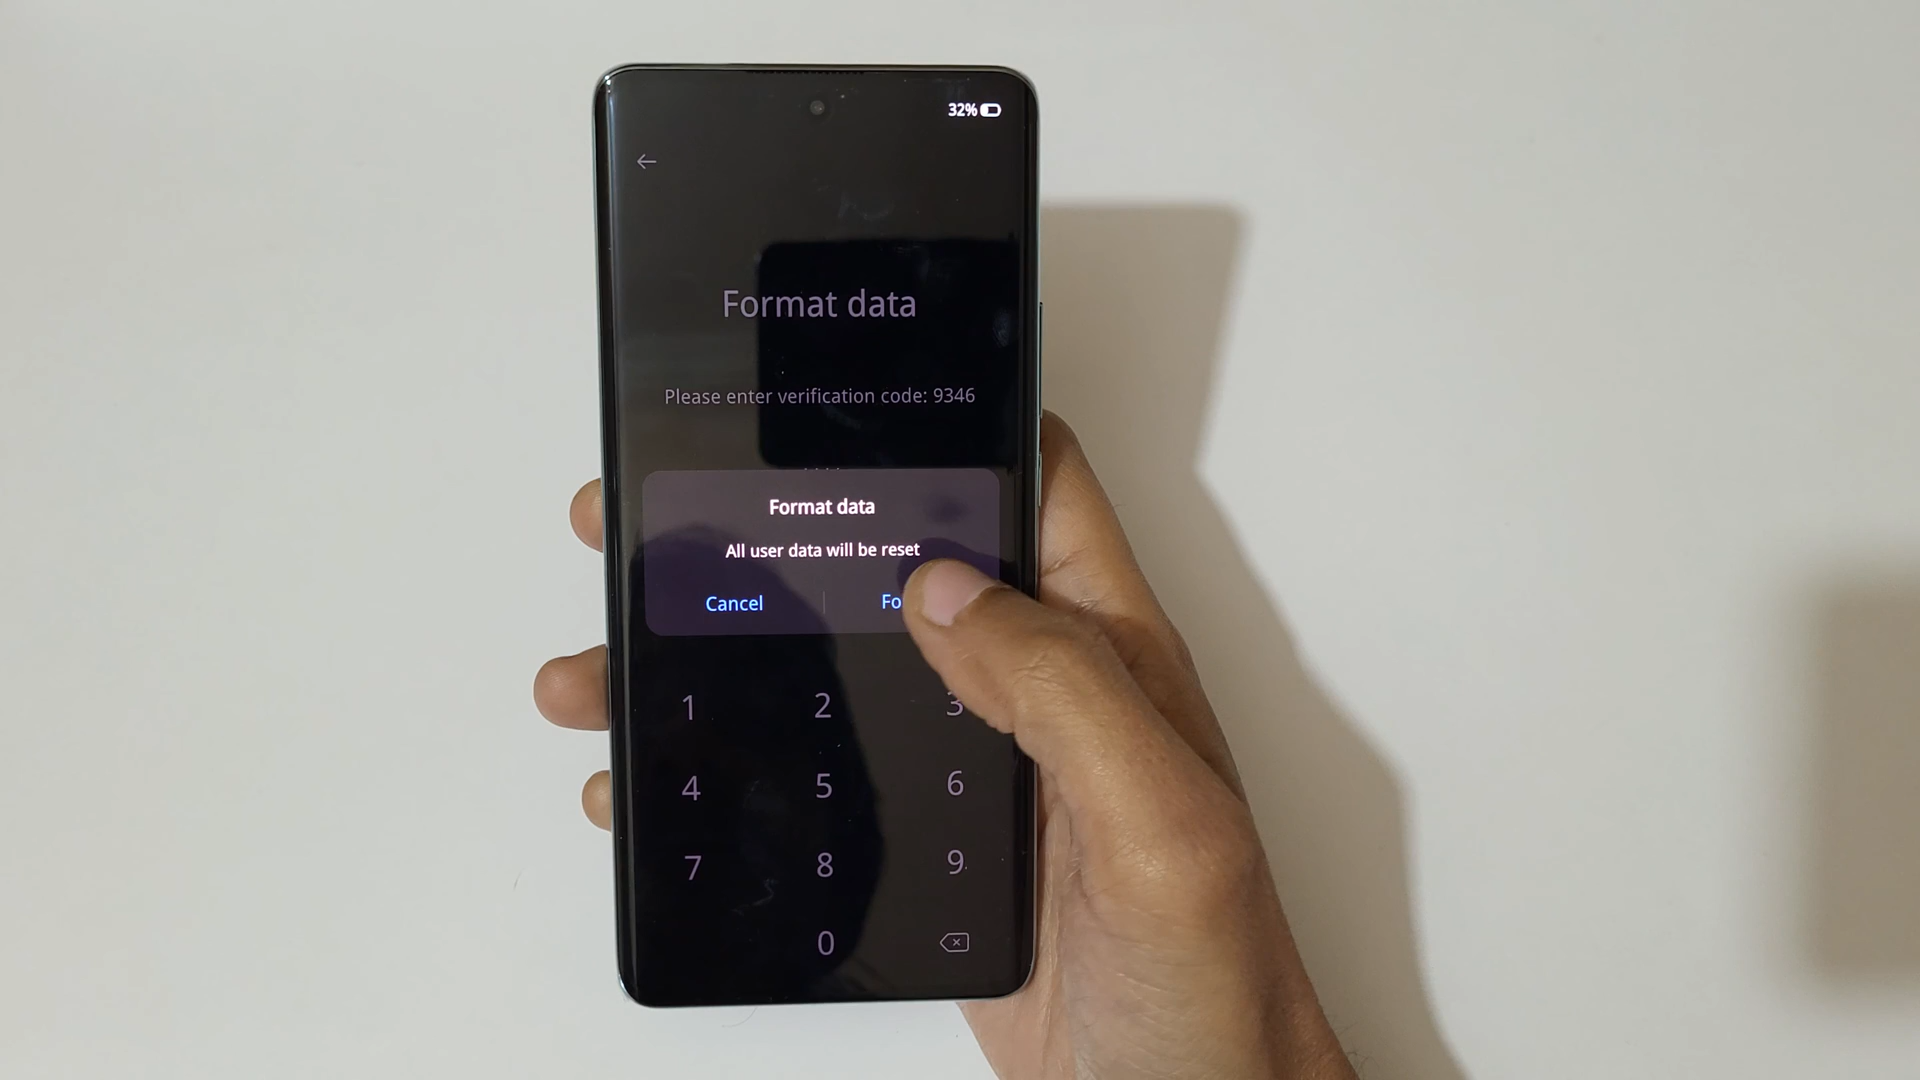 32%
Format data
Please enter verification code: 9346
Format data
All user data will be reset
Cancel
1 2 3
4 5 6
7 8 9
0